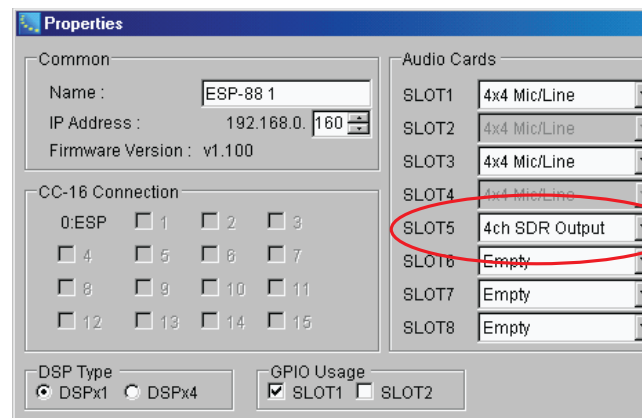 Properties
Common
Name : ESP-88 1
IP Address : 192.168.0. 160
Firmware Version : v1.100
CC-16 Connection
0:ESP 1 2 3
4 5 6 7
8 9 10 11
12 13 14 15
DSP Type
DSPx1 DSPx4
GPIO Usage
SLOT1 SLOT2
Audio Cards
SLOT1 4x4 Mic/Line
SLOT2 4x4 Mic/Line
SLOT3 4x4 Mic/Line
SLOT4 4x4 Mic/Line
SLOT5 4ch SDR Output
SLOT6 Empty
SLOT7 Empty
SLOT8 Empty